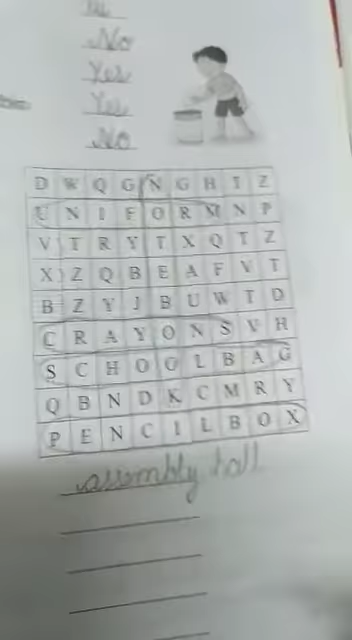 No
Yes
Yes
No
D W Q G N G H T Z
U N I F O R M N P
V T R Y T X Q T Z
X Z Q B E A F V T
B Z Y J B U W T D
C R A Y O N S V H
S C H O O L B A G
Q B N D K C M R Y
P E N C I L B O X
assembly hall